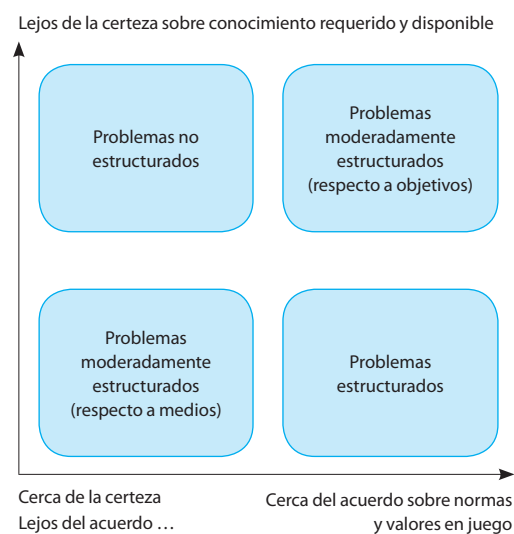 Lejos de la certeza sobre conocimiento requerido y disponible
Problemas no
estructurados
Problemas
moderadamente
estructurados
(respecto a objetivos)
Problemas
moderadamente
estructurados
(respecto a medios)
Problemas
estructurados
Cerca de la certeza
Lejos del acuerdo …
Cerca del acuerdo sobre normas
y valores en juego